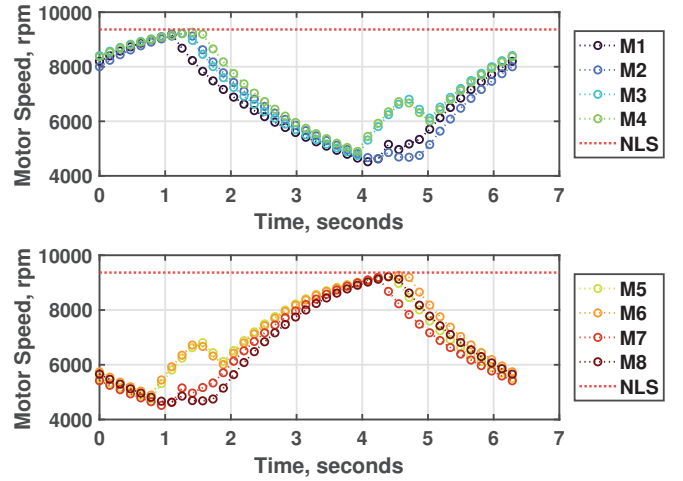 10000
8000
6000
4000
Motor Speed, rpm
0 1 2 3 4 5 6 7
Time, seconds
M1
M2
M3
M4
NLS
10000
8000
6000
4000
Motor Speed, rpm
0 1 2 3 4 5 6 7
Time, seconds
M5
M6
M7
M8
NLS